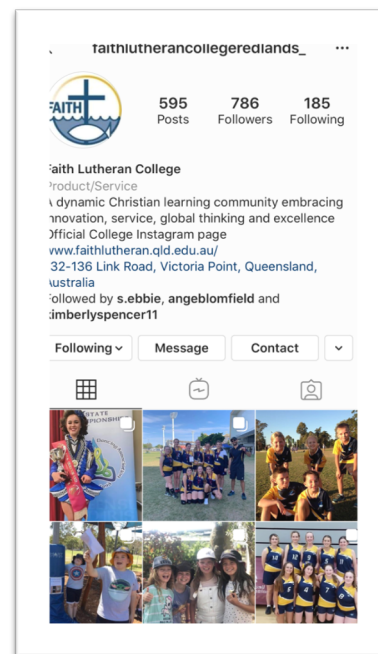 faithlutherancollegeredlands_
FAITH
595 786 185
Posts Followers Following
Faith Lutheran College
Product/Service
A dynamic Christian learning community embracing
innovation, service, global thinking and excellence
Official College Instagram page
www.faithlutheran.qld.edu.au/
132-136 Link Road, Victoria Point, Queensland,
Australia
Followed by s.ebbie, angeblomfield and
kimberlyspencer11
Following Message Contact
STATE
CHAMPIONSHIP